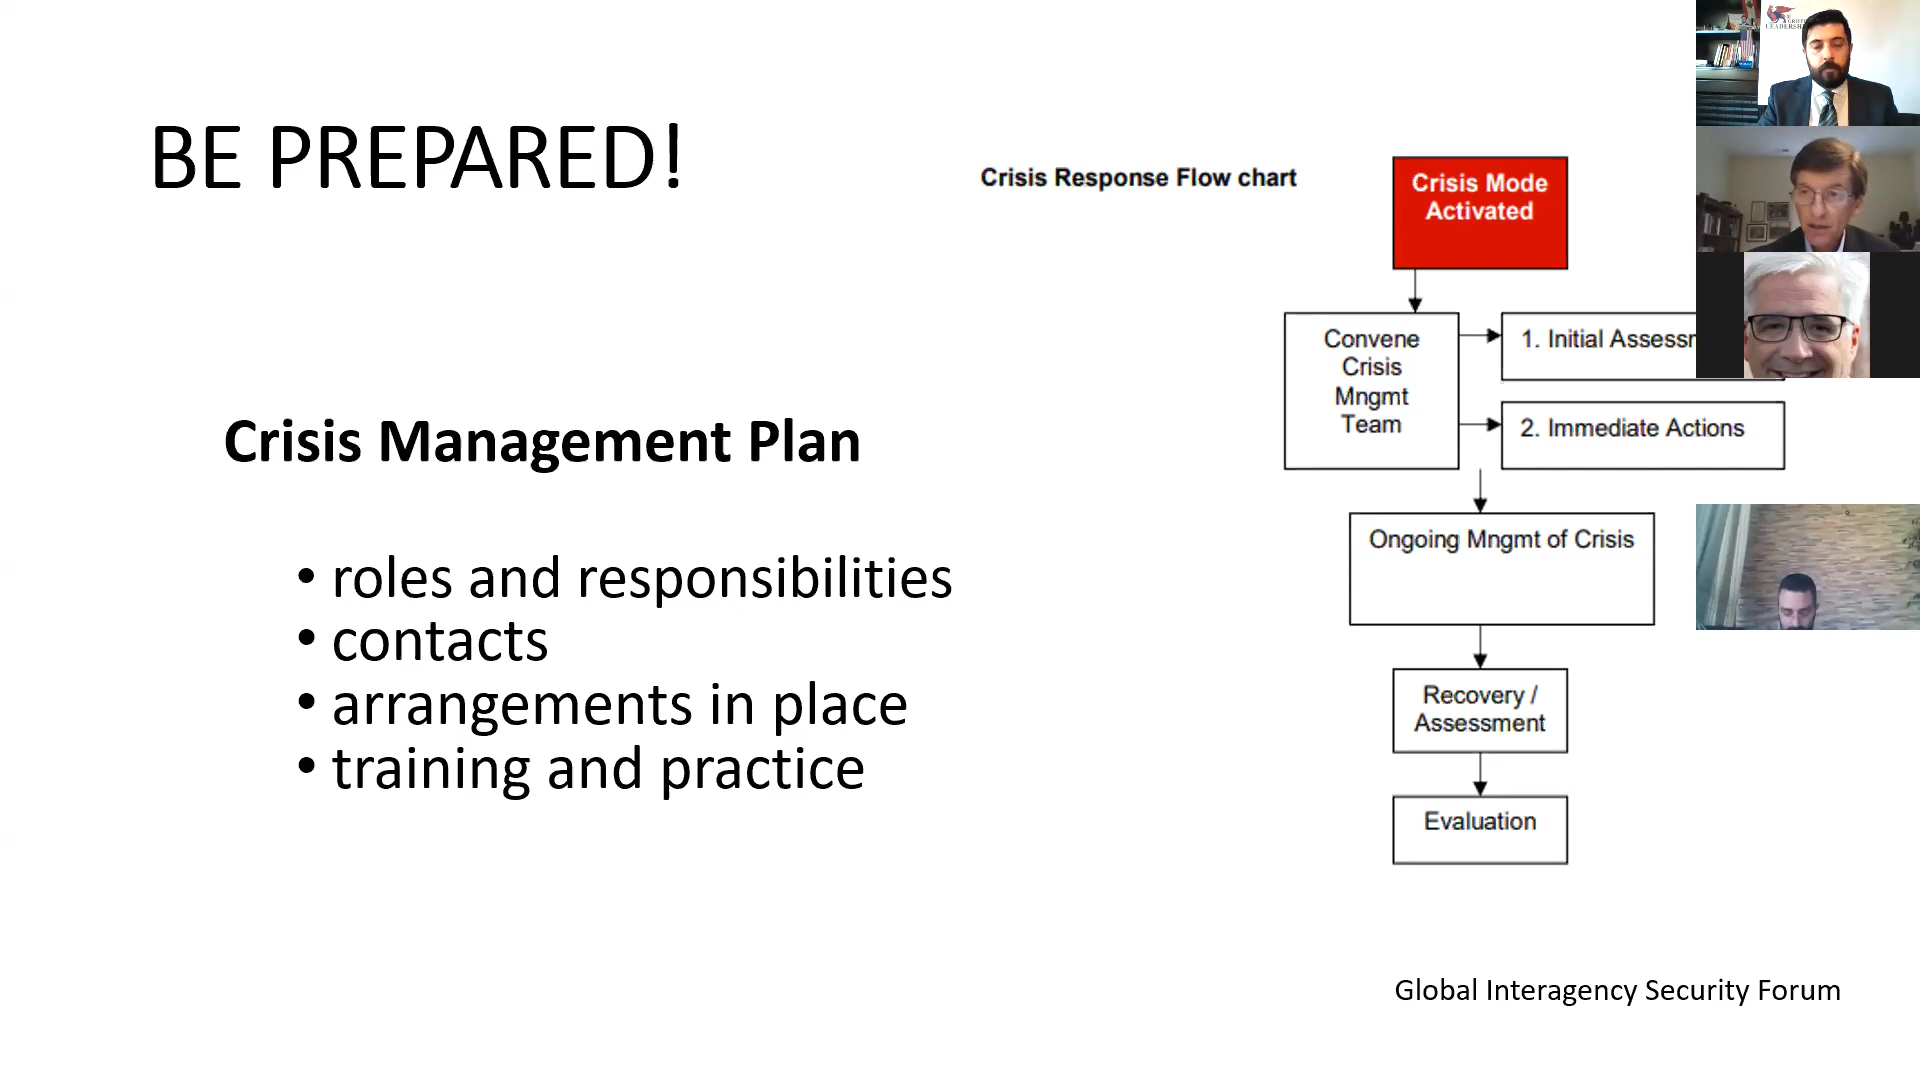 BE PREPARED!
Crisis Management Plan
• roles and responsibilities
• contacts
• arrangements in place
• training and practice
Crisis Response Flow chart
Crisis Mode
Activated
Convene
Crisis
Mngmt
Team
1. Initial
2. Immediate Actions
Ongoing Mngmt of Crisis
Recovery /
Assessment
Evaluation
Global Interagency Security Forum